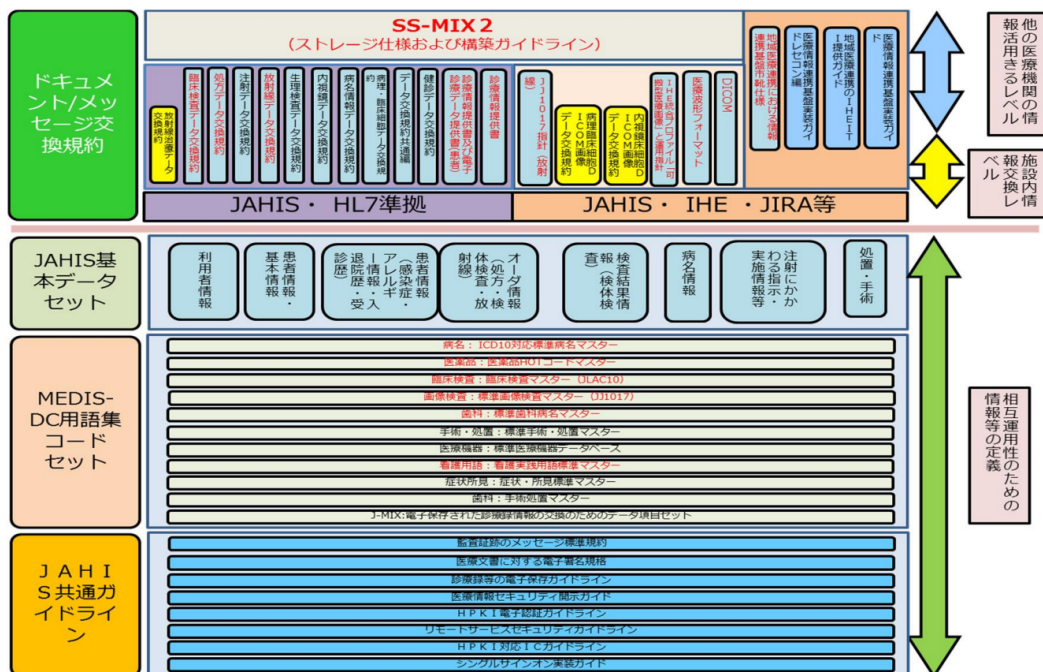 SS-MIX2
(ストレージ仕様および構築ガイドライン)
ドキュメント/メッセージ交換規約
放射線治療データ交換規約
臨床検査データ交換規約
処方データ交換規約
注射データ交換規約
放射線データ交換規約
生理検査データ交換規約
内視鏡データ交換規約
病名情報データ交換規約
病理・臨床細胞データ交換規約
データ交換規約共通編
健診データ交換規約
診療情報提供書及び電子診療データ提供書(患者)
診療情報提供書
JJ1017指針(放射線)
病理臨床細胞DICOM画像データ交換規約
内視鏡DICOM画像データ交換規約
IHE統合プロファイル「可搬型医療画像」と運用指針
医療波形フォーマット
DICOM
地域医療連携における情報連携基盤
医療情報連携基盤実装ガイドレセコン編
地域医療連携のIHEITI提供ガイド
医療情報連携基盤実装ガイド
JAHIS・ HL7準拠
JAHIS・ IHE ・JIRA等
他の医療機関の情報活用きるレベル
施設内情報交換レベル
JAHIS基本データセット
利用者情報
患者情報・基本情報
患者情報(感染症・アレルギー情報・入退院歴・受診歴)
オーダ情報(処方・検体検査・放射線)
検査結果情報(検体検査)
病名情報
注射にかかわる指示・実施情報等
処置・手術
MEDIS-DC用語集コードセット
病名: ICD10対応標準病名マスター
医薬品:医薬品HOTコードマスター
臨床検査:臨床検査マスター(JLAC10)
画像検査:標準画像検査マスター(JJ1017)
歯科:標準歯科病名マスター
手術・処置:標準手術・処置マスター
医療機器:標準医療機器データベース
看護用語:看護実践用語標準マスター
症状所見:症状・所見標準マスター
歯科:手術処置マスター
J-MIX:電子保存された診療録情報の交換のためのデータ項目セット
相互運用性のための情報等の定義
JAHIS共通ガイドライン
監査証跡のメッセージ標準規約
医療文書に対する電子署名規格
診療録等の電子保存ガイドライン
医療情報セキュリティ開示ガイド
HPKI電子認証ガイドライン
リモートサービスセキュリティガイドライン
HPKI対応ICガイドライン
シングルサインオン実装ガイド